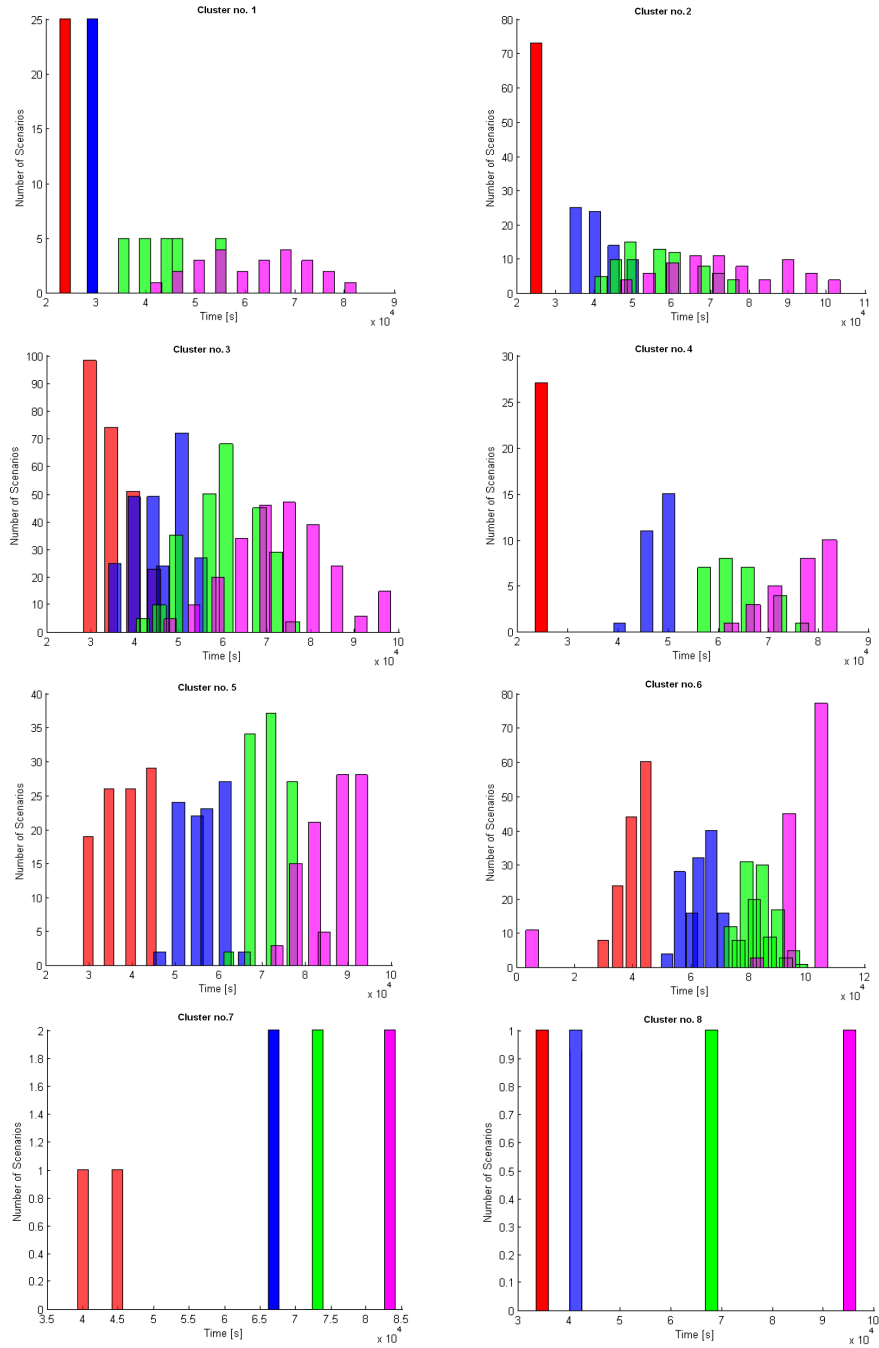 Cluster no. 1
Number of Scenarios
25
20
15
10
5
0
2 3 4 5 6 7 8 9
Time [s]
x 10^4
Cluster no.2
Number of Scenarios
80
70
60
50
40
30
20
10
0
2 3 4 5 6 7 8 9 10 11
Time [s]
x 10^4
Cluster no. 3
Number of Scenarios
100
90
80
70
60
50
40
30
20
10
0
2 3 4 5 6 7 8 9 10
Time [s]
x 10^4
Cluster no. 4
Number of Scenarios
30
25
20
15
10
5
0
2 3 4 5 6 7 8 9
Time [s]
x 10^4
Cluster no. 5
Number of Scenarios
40
35
30
25
20
15
10
5
0
2 3 4 5 6 7 8 9 10
Time [s]
x 10^4
Cluster no.6
Number of Scenarios
80
70
60
50
40
30
20
10
0
0 2 4 6 8 10 12
Time [s]
x 10^4
Cluster no.7
Number of Scenarios
2
1.8
1.6
1.4
1.2
1
0.8
0.6
0.4
0.2
0
3.5 4 4.5 5 5.5 6 6.5 7 7.5 8 8.5
Time [s]
x 10^4
Cluster no. 8
Number of Scenarios
1
0.9
0.8
0.7
0.6
0.5
0.4
0.3
0.2
0.1
0
3 4 5 6 7 8 9 10
Time [s]
x 10^4